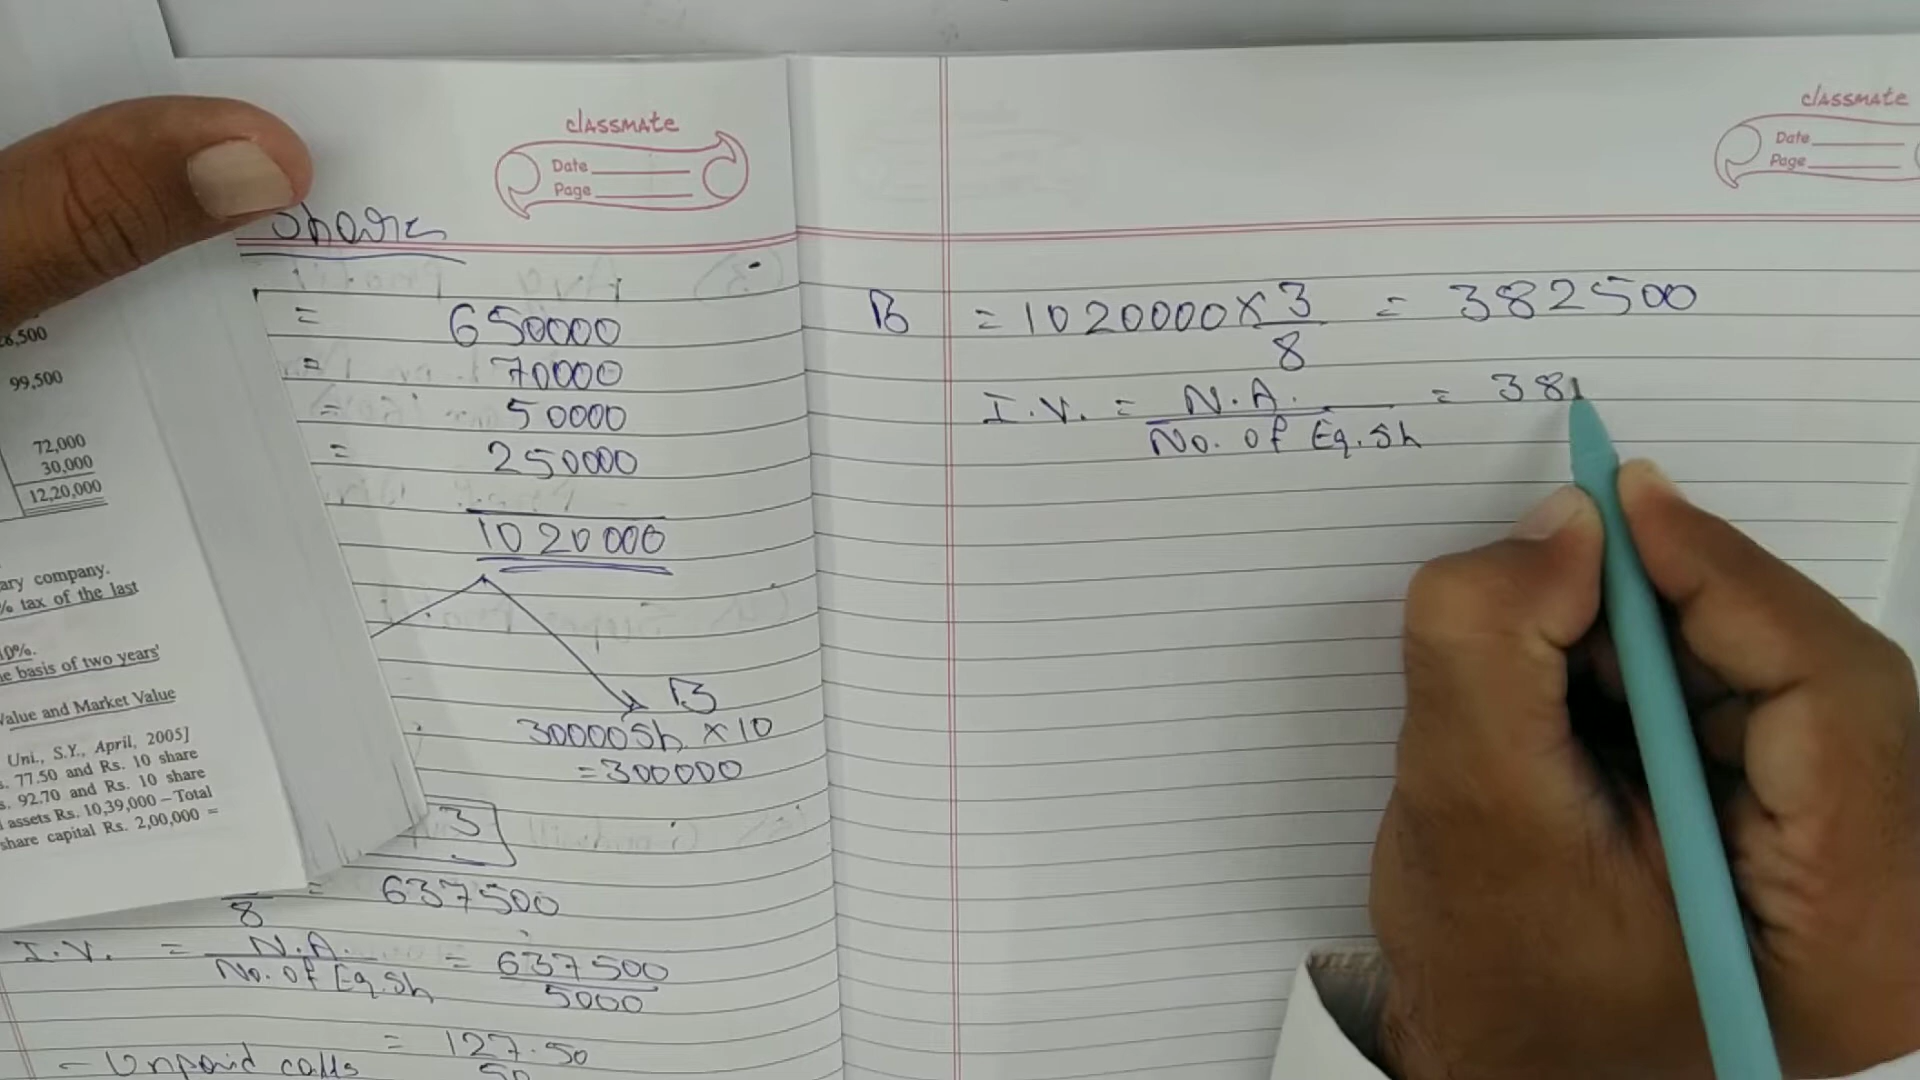 classmate
Date
Page
Share
= 650000
= 70000
= 50000
= 250000
1020000
B
30000 Sh × 10
= 300000
3
8 = 637500
I.V. = N.A. = 637500
No. of Eq.Sh 5000
= 127.50
- Unpaid calls 50
99,500
72,000
30,000
12,20,000
ary company.
% tax of the last
10%.
e basis of two years'
Value and Market Value
Uni., S.Y., April, 2005]
s. 77.50 and Rs. 10 share
s. 92.70 and Rs. 10 share
assets Rs. 10,39,000 – Total
share capital Rs. 2,00,000 =
classmate
Date
Page
B = 1020000 × 3 = 382500
8
I.V. = N.A. = 38
No. of Eq.Sh